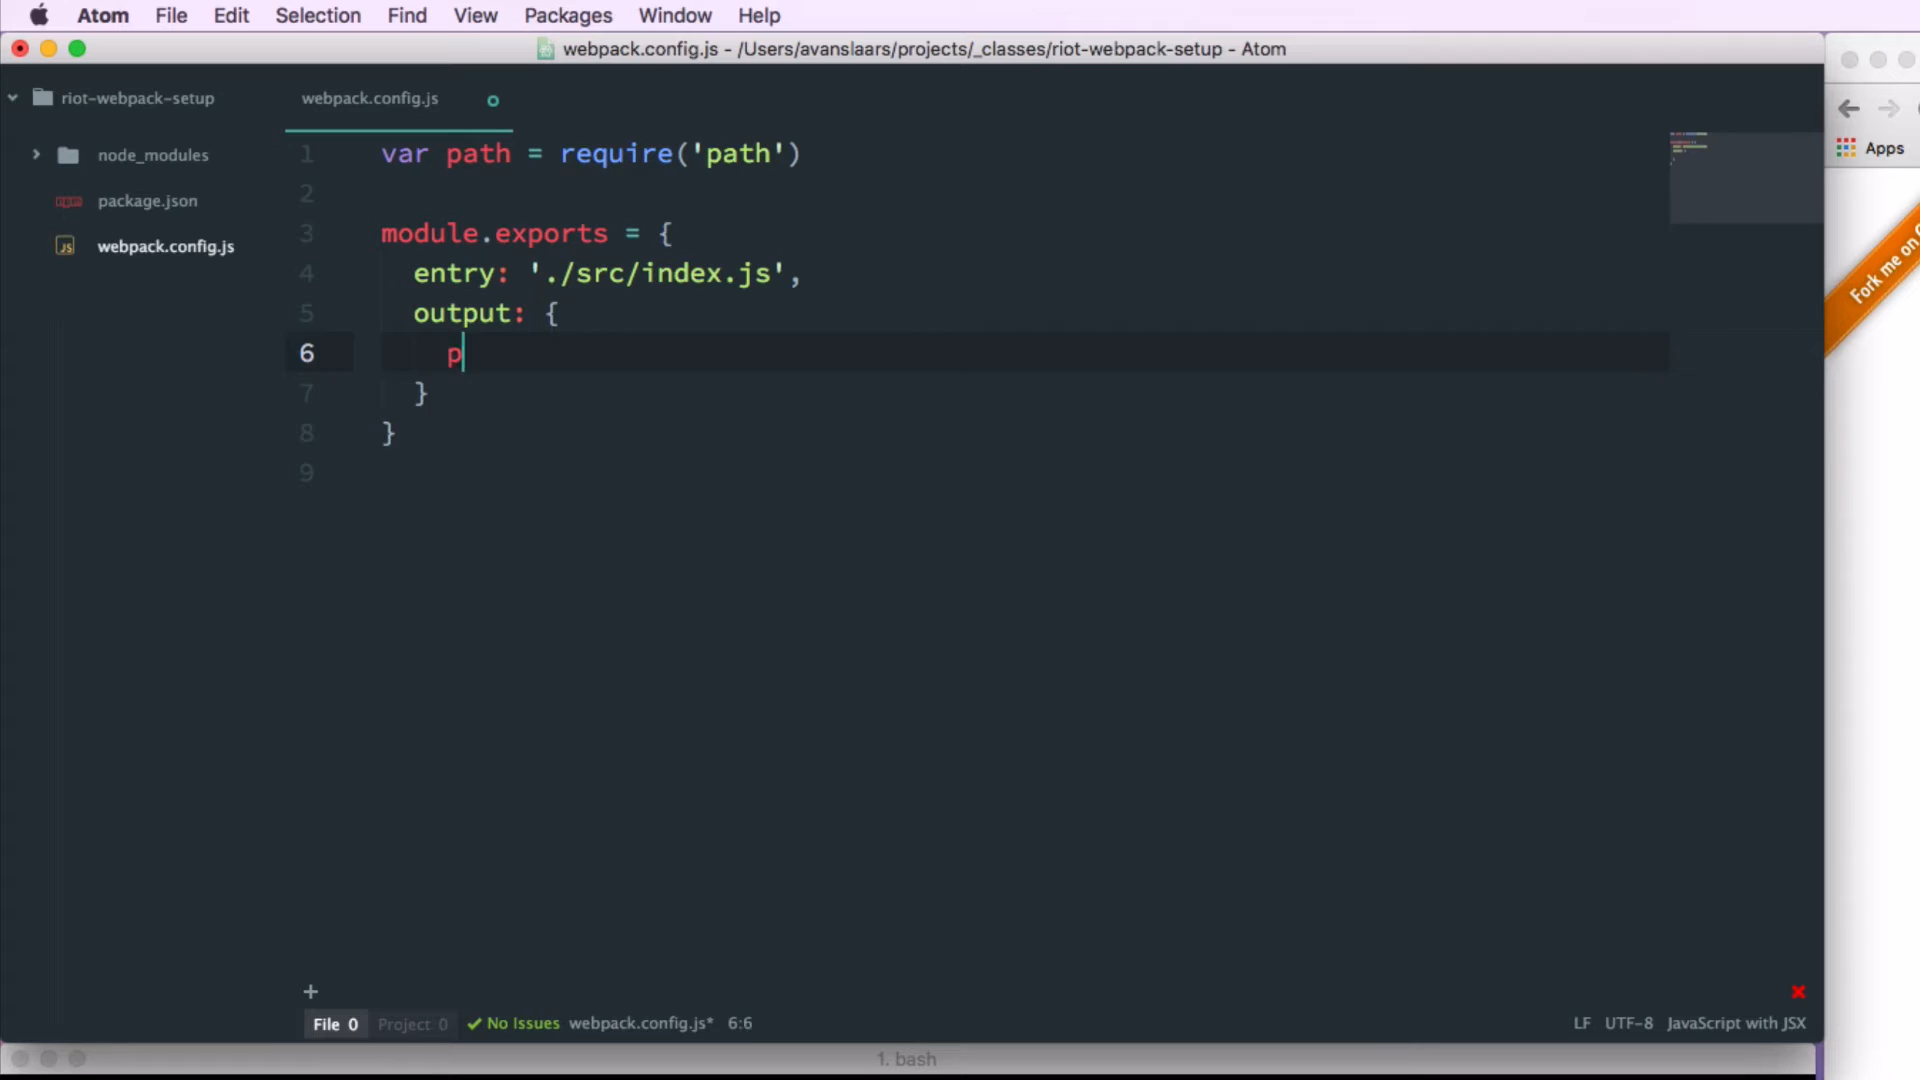 Atom File Edit Selection Find View Packages Window Help
webpack.config.js - /Users/avanslaars/projects/_classes/riot-webpack-setup - Atom
riot-webpack-setup
node_modules
package.json
webpack.config.js
webpack.config.js
1 var path = require('path')
2
3 module.exports = {
4 entry: './src/index.js',
5 output: {
6 p
7 }
8 }
9
Apps
Fork me on
+
File 0 Project 0 No Issues webpack.config.js* 6:6 LF UTF-8 JavaScript with JSX
1. bash